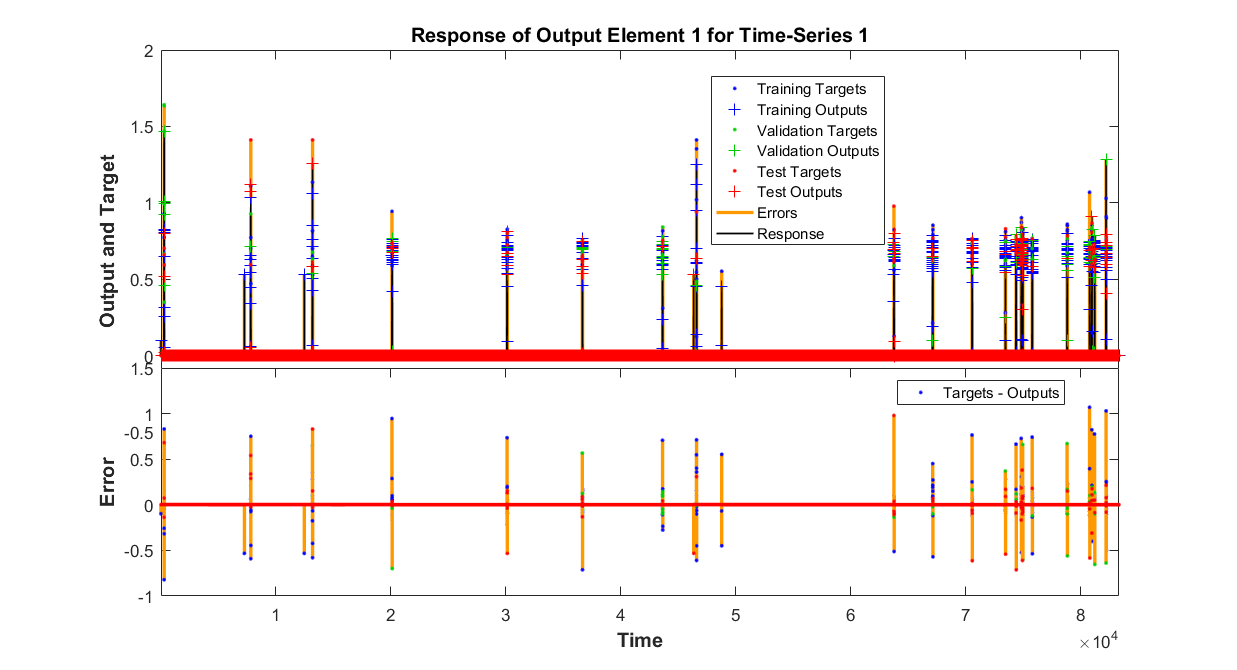 Response of Output Element 1 for Time-Series 1
Output and Target
2
1.5
1
0.5
0
-0.5
Training Targets
Training Outputs
Validation Targets
Validation Outputs
Test Targets
Test Outputs
Errors
Response
Error
1.5
1
0.5
0
-0.5
-1
Targets - Outputs
1 2 3 4 5 6 7 8
Time
×10⁴